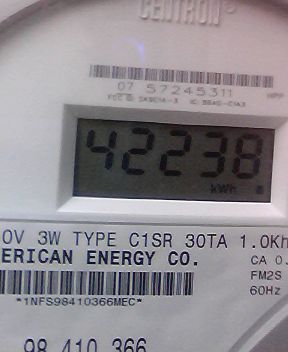 CENTRON®
07 57245311
HPP
42238
kWh
0V 3W TYPE C1SR 30TA 1.0Kh
ERICAN ENERGY CO.
CA 0.
FM2S
60Hz
*1NFS98410366MEC*
98 410 366